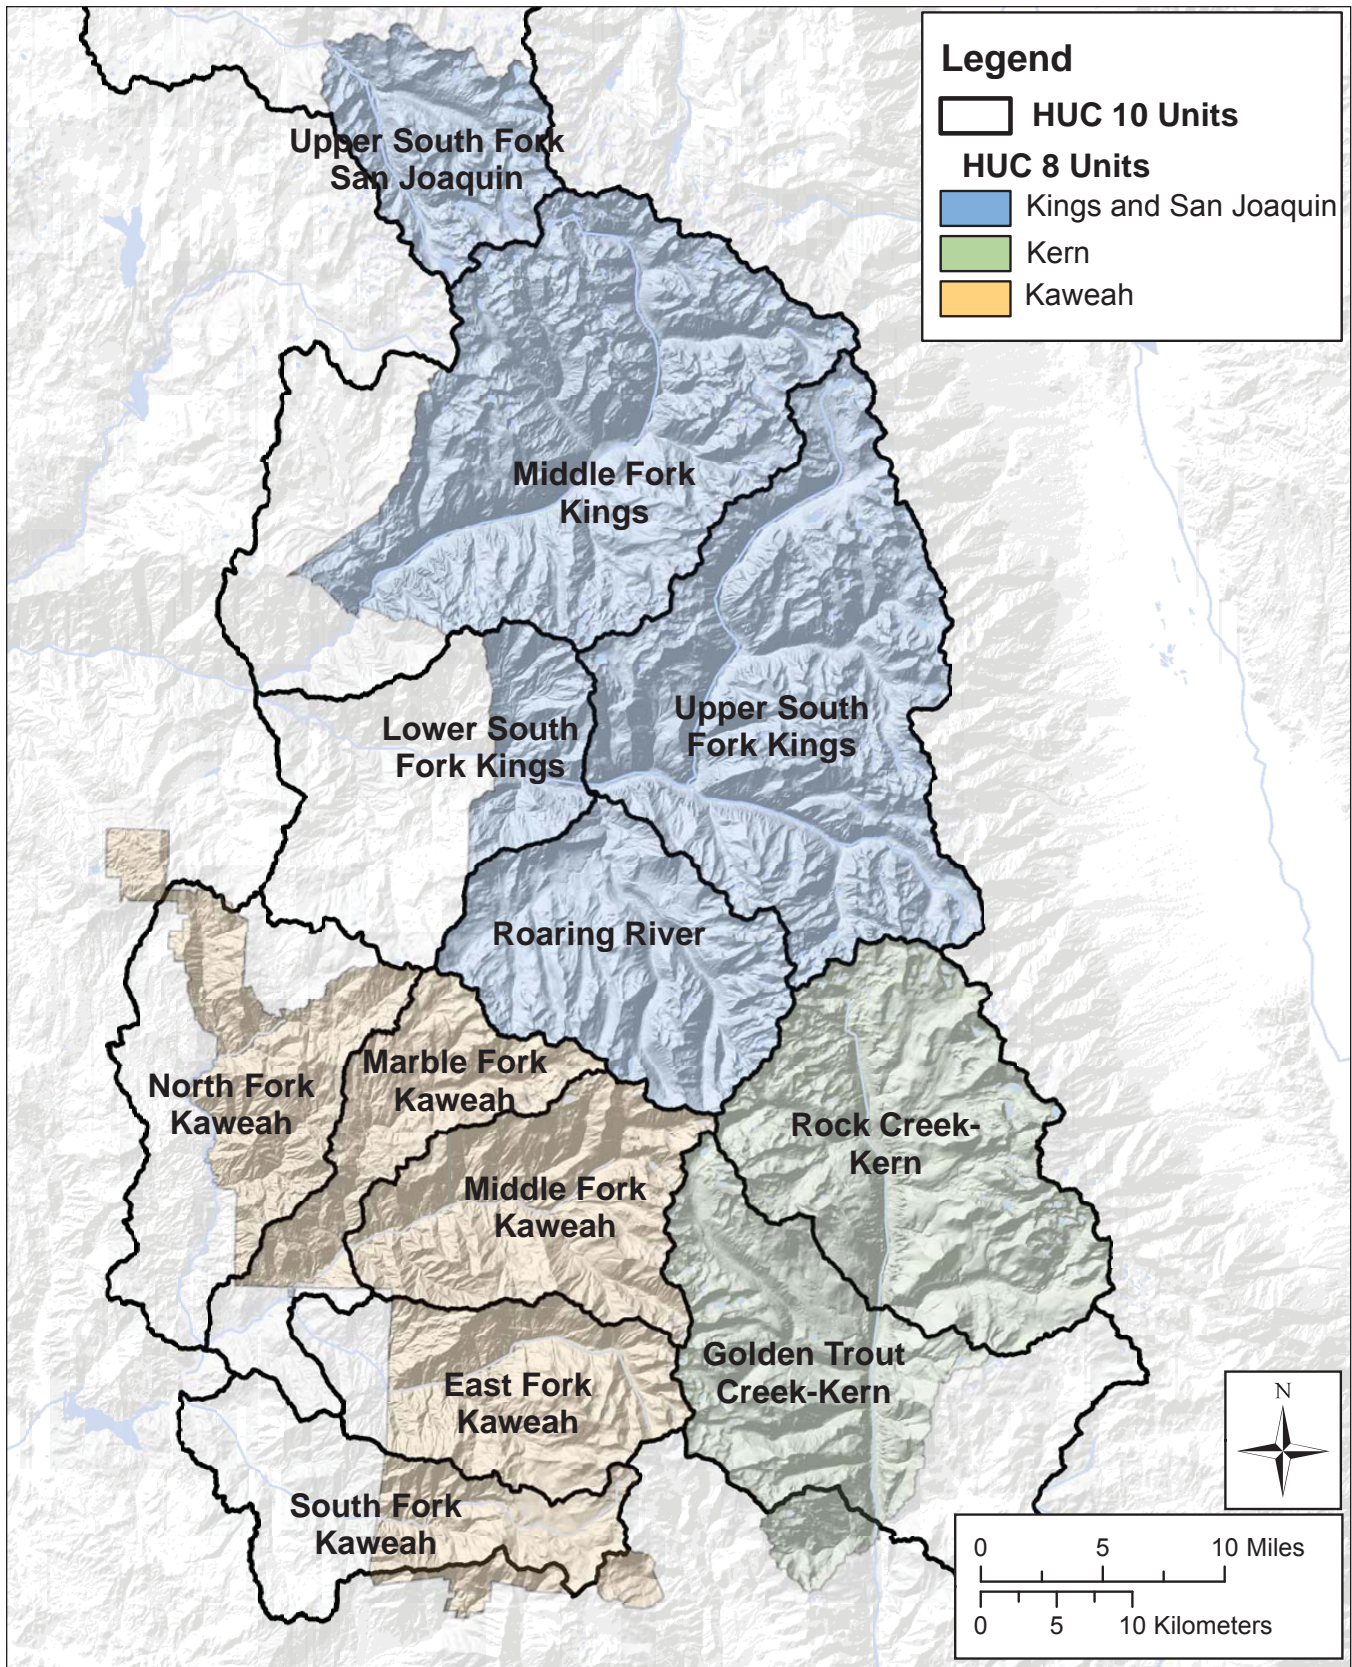 Legend
HUC 10 Units
HUC 8 Units
Kings and San Joaquin
Kern
Kaweah
Upper South Fork
San Joaquin
Middle Fork
Kings
Lower South
Fork Kings
Upper South
Fork Kings
Roaring River
Marble Fork
Kaweah
North Fork
Kaweah
Rock Creek-
Kern
Middle Fork
Kaweah
Golden Trout
Creek-Kern
East Fork
Kaweah
South Fork
Kaweah
N
0 5 10 Miles
0 5 10 Kilometers